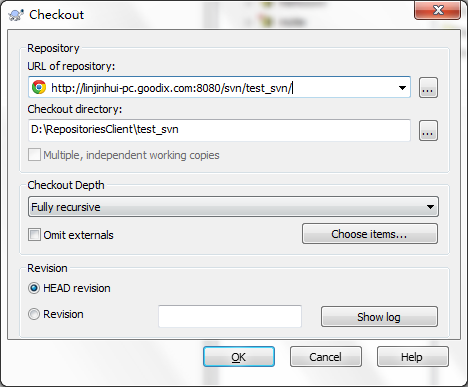 Checkout
Repository
URL of repository:
http://linjinhui-pc.goodix.com:8080/svn/test_svn/
...
Checkout directory:
D:\RepositoriesClient\test_svn
...
Multiple, independent working copies
Checkout Depth
Fully recursive
Omit externals
Choose items...
Revision
HEAD revision
Revision
Show log
OK
Cancel
Help